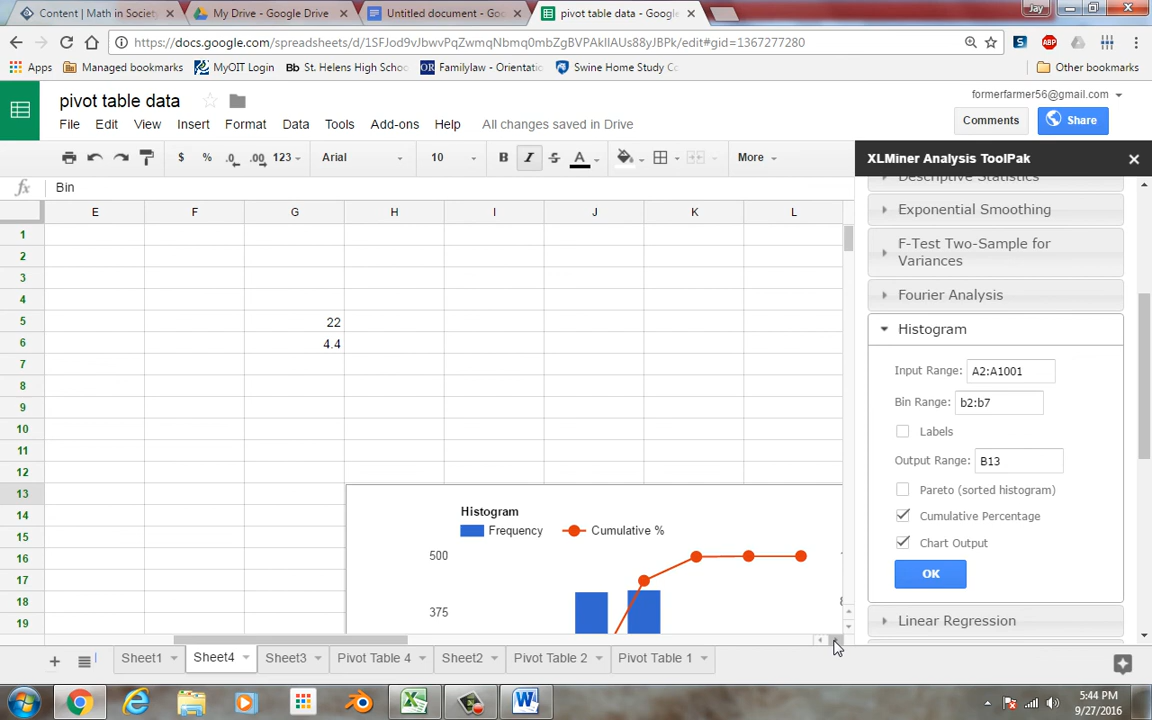 Content | Math in Society
My Drive - Google Drive
Untitled document - Goo
pivot table data - Google
Jay
https://docs.google.com/spreadsheets/d/1SFJod9vJbwvPqZwmqNbmq0mbZgBVPAkIIAUs88yJBPk/edit#gid=1367277280
Apps
Managed bookmarks
MyOIT Login
Bb St. Helens High Schoo
OR Familylaw - Orientatio
Swine Home Study Co
Other bookmarks
pivot table data
formerfarmer56@gmail.com
File Edit View Insert Format Data Tools Add-ons Help All changes saved in Drive
Comments
Share
$ % .0 .00 123 Arial 10 B I S A More
XLMiner Analysis ToolPak
fx Bin
E F G H I J K L
1
2
3
4
5 22
6 4.4
7
8
9
10
11
12
13
14
15
16
17
18
19
Histogram
Frequency Cumulative %
500
375
Descriptive Statistics
Exponential Smoothing
F-Test Two-Sample for
Variances
Fourier Analysis
Histogram
Input Range: A2:A1001
Bin Range: b2:b7
Labels
Output Range: B13
Pareto (sorted histogram)
Cumulative Percentage
Chart Output
OK
Linear Regression
Sheet1 Sheet4 Sheet3 Pivot Table 4 Sheet2 Pivot Table 2 Pivot Table 1
5:44 PM
9/27/2016